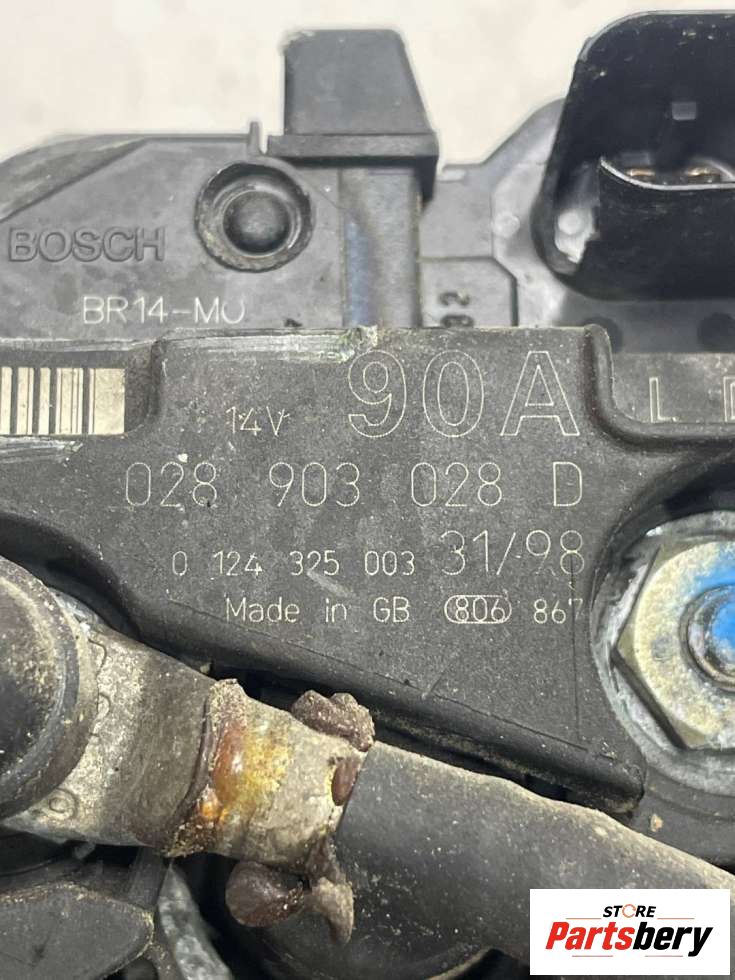 BOSCH
BR14-M
82
14V 90A L
028 903 028 D
0 124 325 003 31/98
Made in GB 806 867
STORE
Partsbery